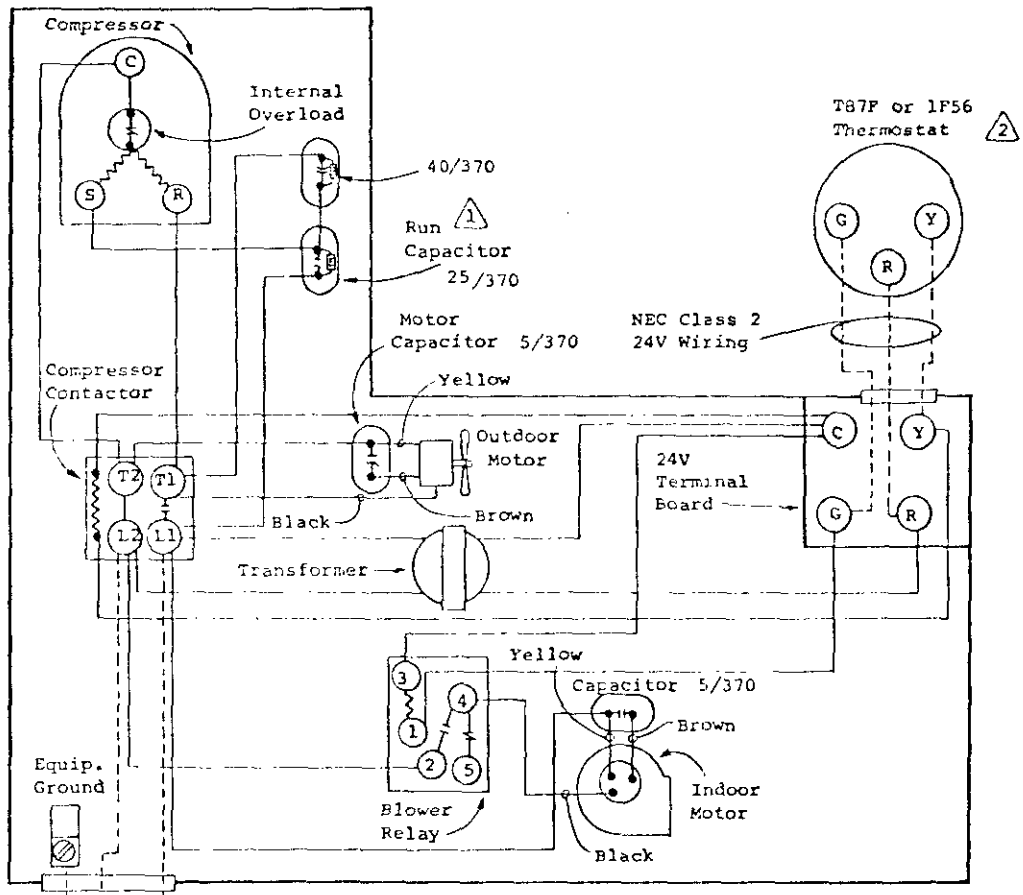 Compressor
C
Internal
Overload
S
R
40/370
1
Run
Capacitor
25/370
T87F or 1F56
Thermostat
2
G
Y
R
NEC Class 2
24V Wiring
Motor
Capacitor 5/370
Yellow
Compressor
Contactor
Outdoor
Motor
T2
T1
L2
L1
Black
Brown
Transformer
24V
Terminal
Board
C
Y
G
R
Yellow
Capacitor 5/370
Brown
3
4
1
2
5
Equip.
Ground
Blower
Relay
Indoor
Motor
Black